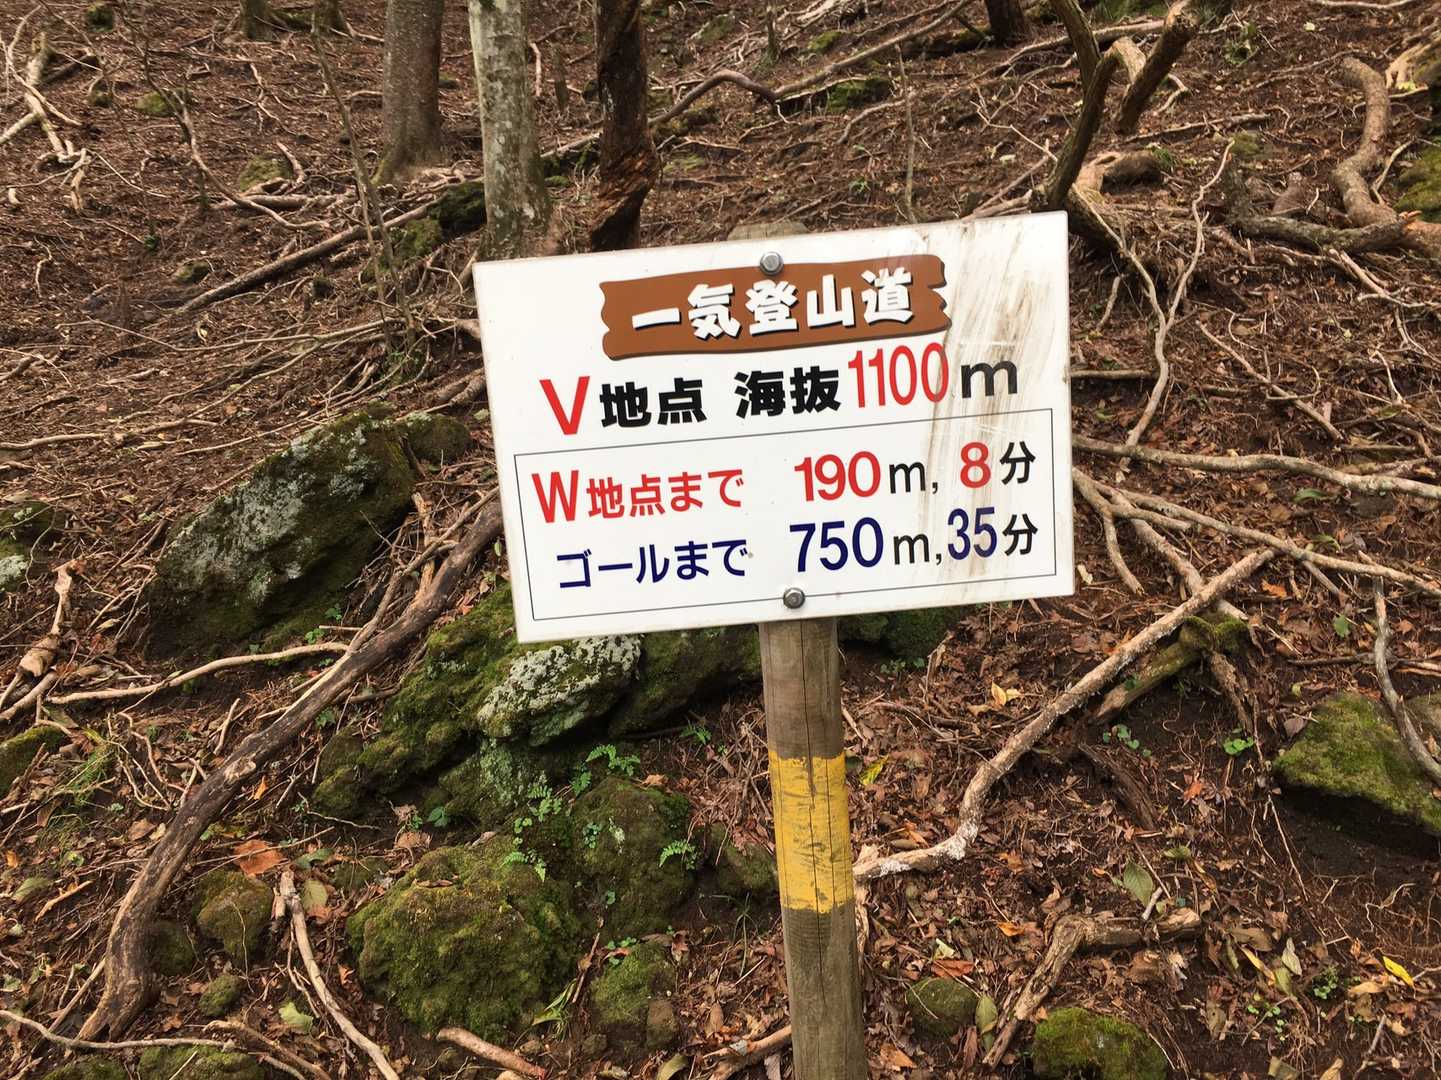 一気登山道
V地点 海抜1100m
W地点まで 190m, 8分
ゴールまで 750m,35分